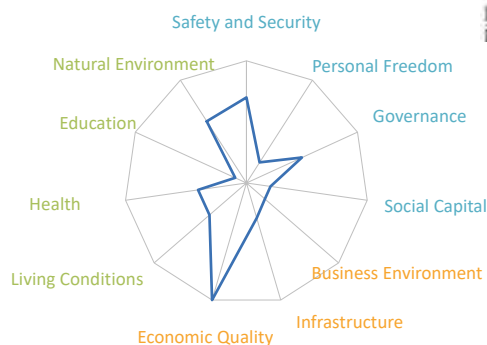 Safety and Security
Natural Environment
Personal Freedom
Education
Governance
Health
Social Capital
Living Conditions
Business Environment
Economic Quality
Infrastructure